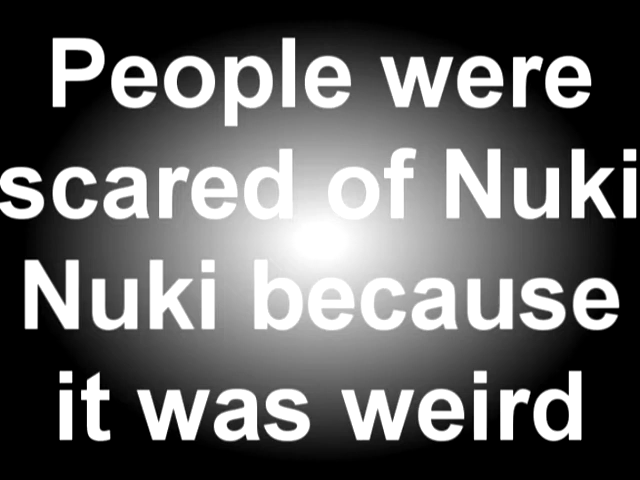 People were
scared of Nuki
Nuki because
it was weird